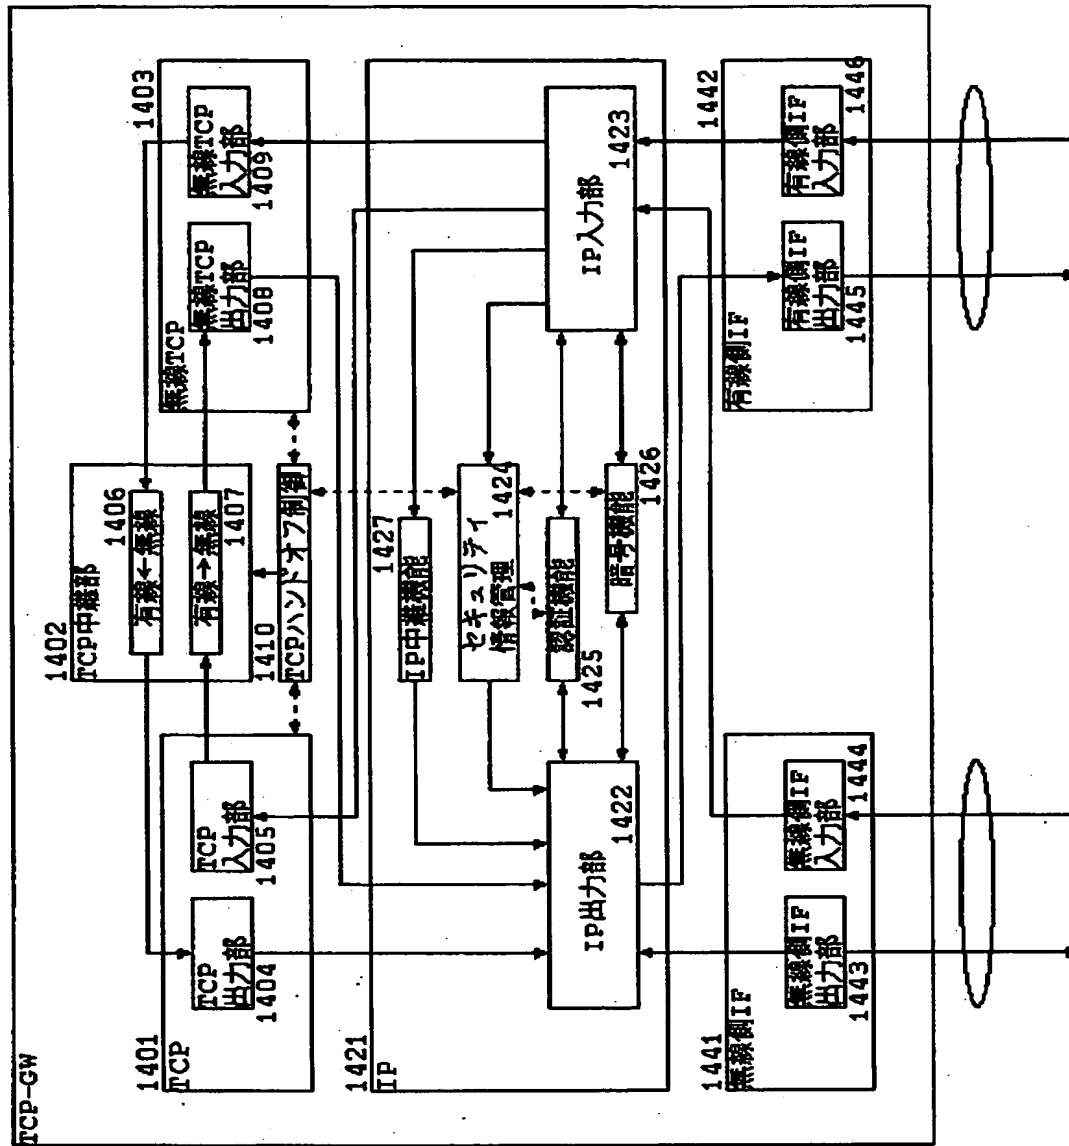 TCP-GW
1401
TCP
TCP
出力部
1404
TCP
入力部
1405
1402
TCP中継部
有線←無線
1406
有線→無線
1407
1410
TCPハンドオフ制御
1403
無線TCP
無線TCP
出力部
1408
無線TCP
入力部
1409
1421
IP
IP出力部
1422
IP中継機能
1427
セキュリティ
情報管理
1424
認証機能
1425
暗号機能
1426
IP入力部
1423
1441
無線側IF
無線側IF
出力部
1443
無線側IF
入力部
1444
1442
有線側IF
有線側IF
出力部
1445
有線側IF
入力部
1446